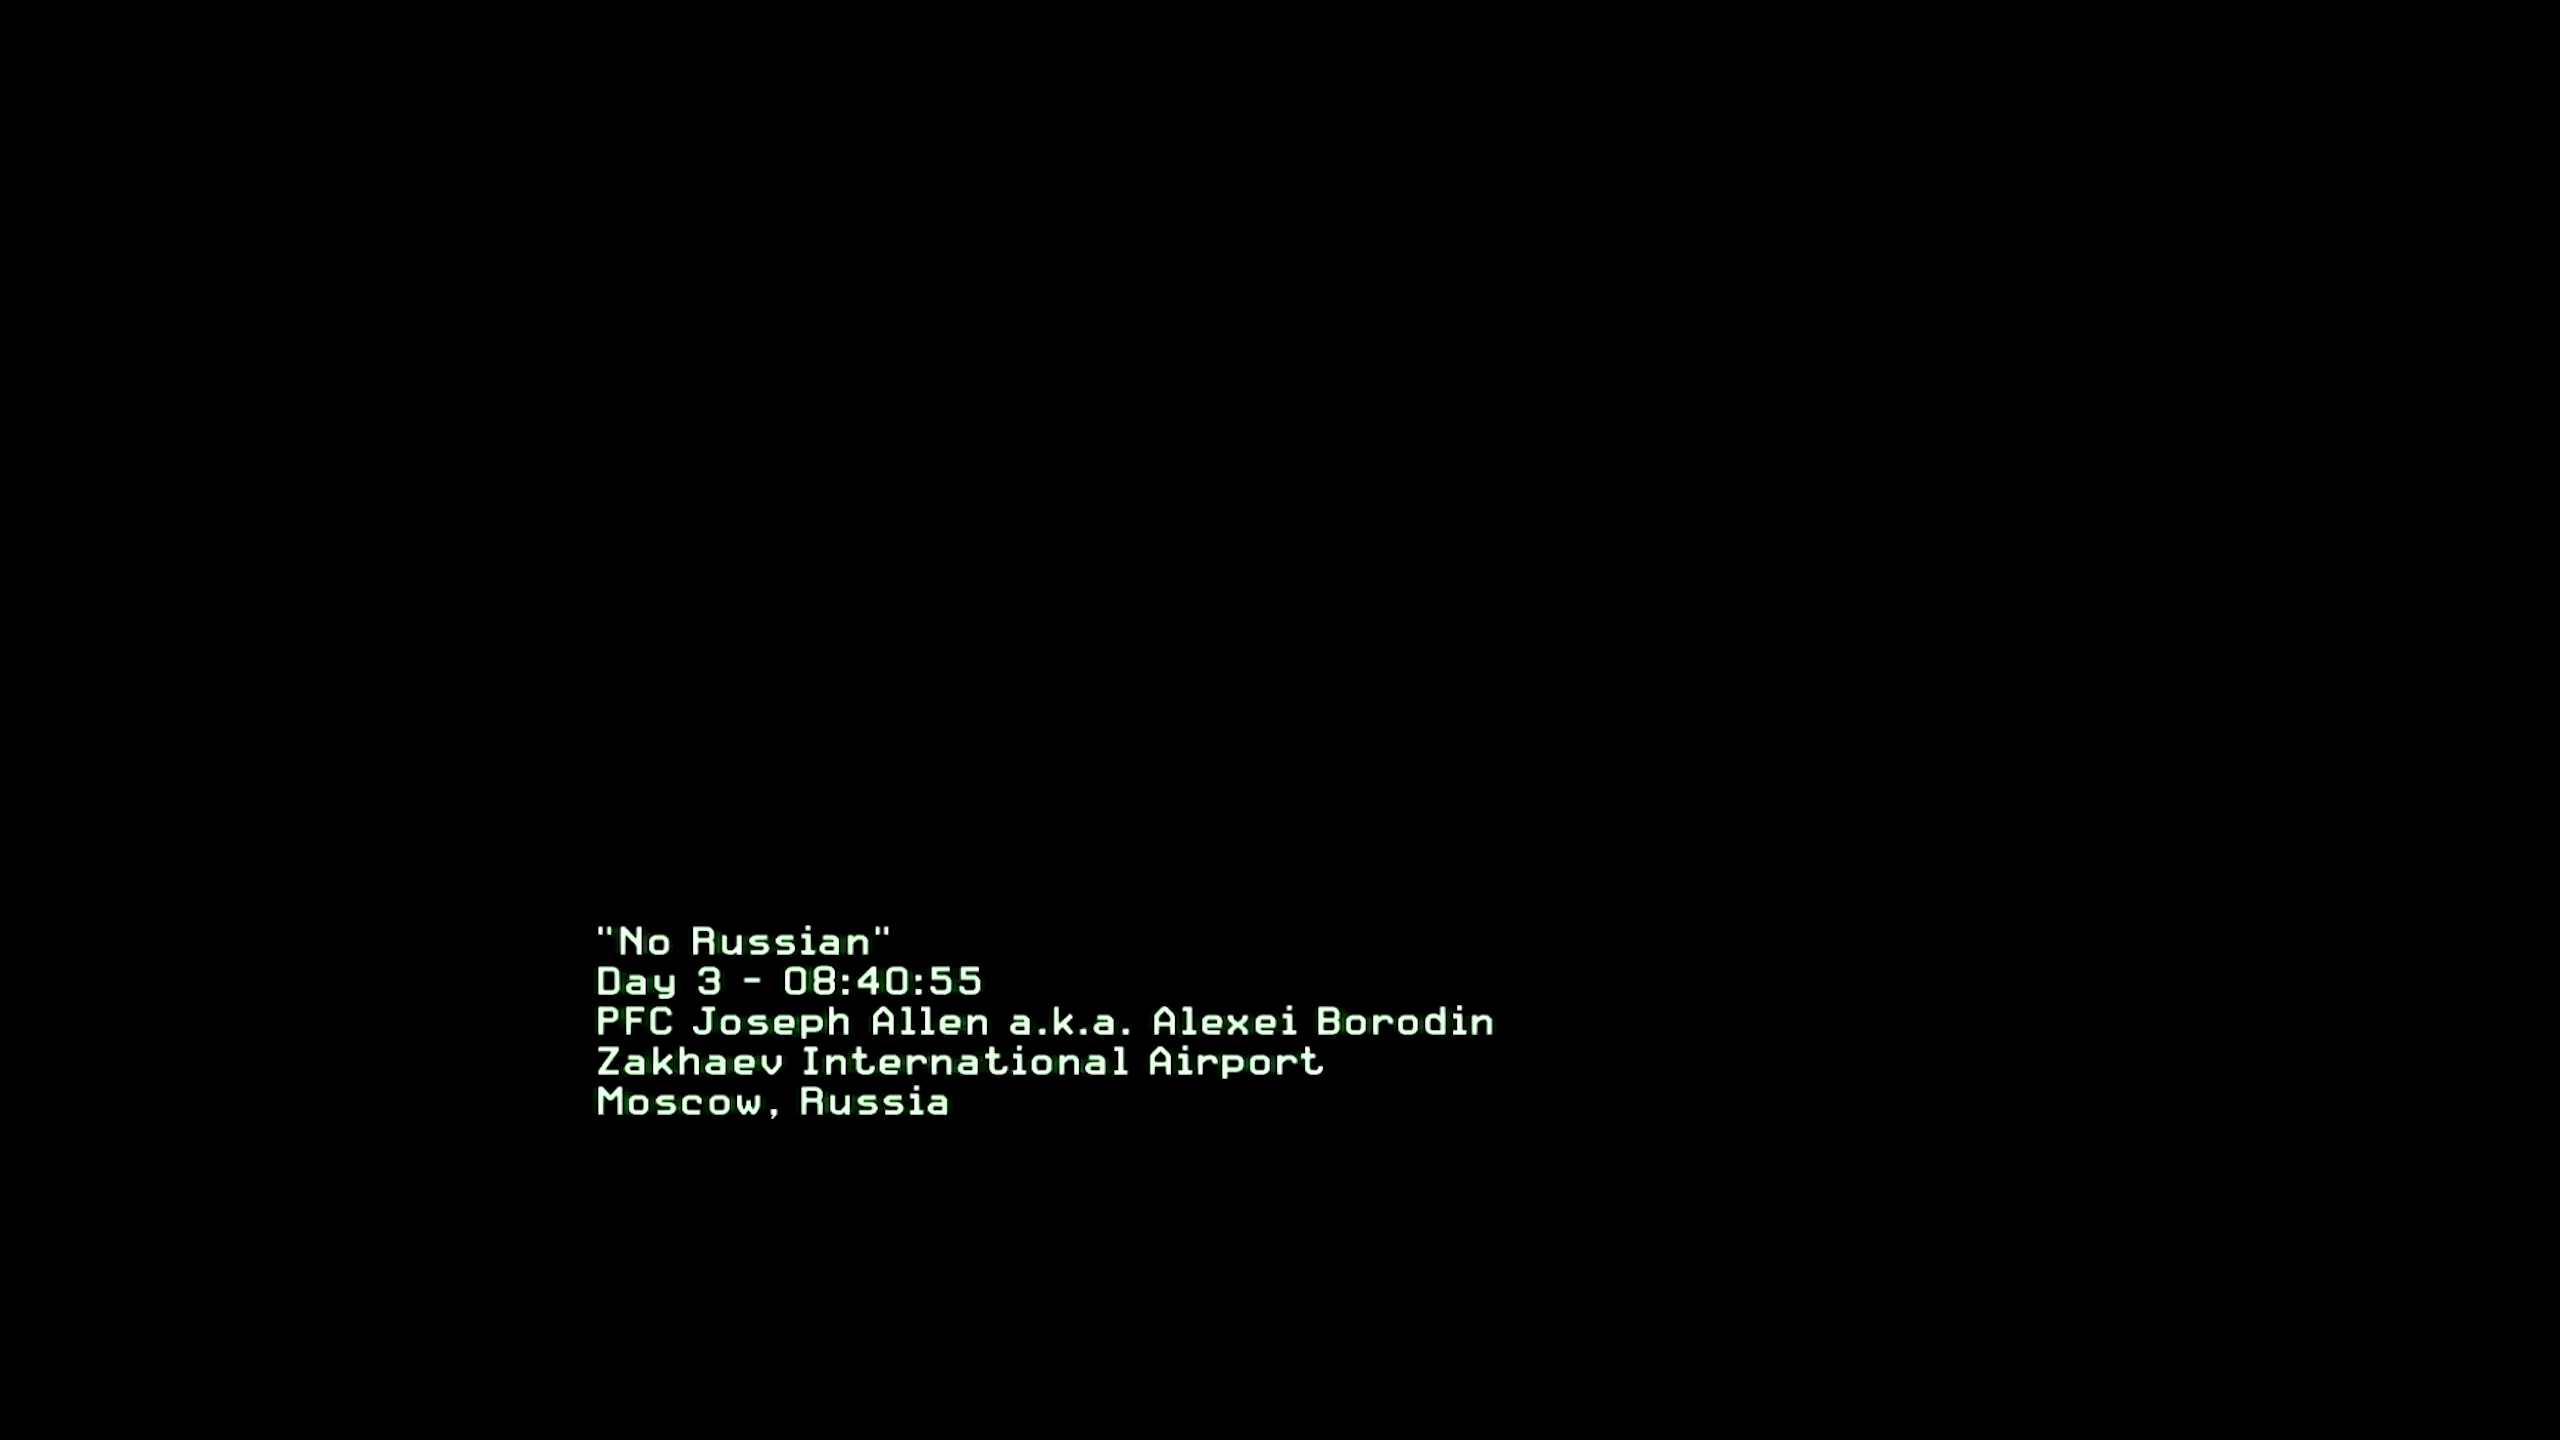 "No Russian"
Day 3 - 08:40:55
PFC Joseph Allen a.k.a. Alexei Borodin
Zakhaev International Airport
Moscow, Russia